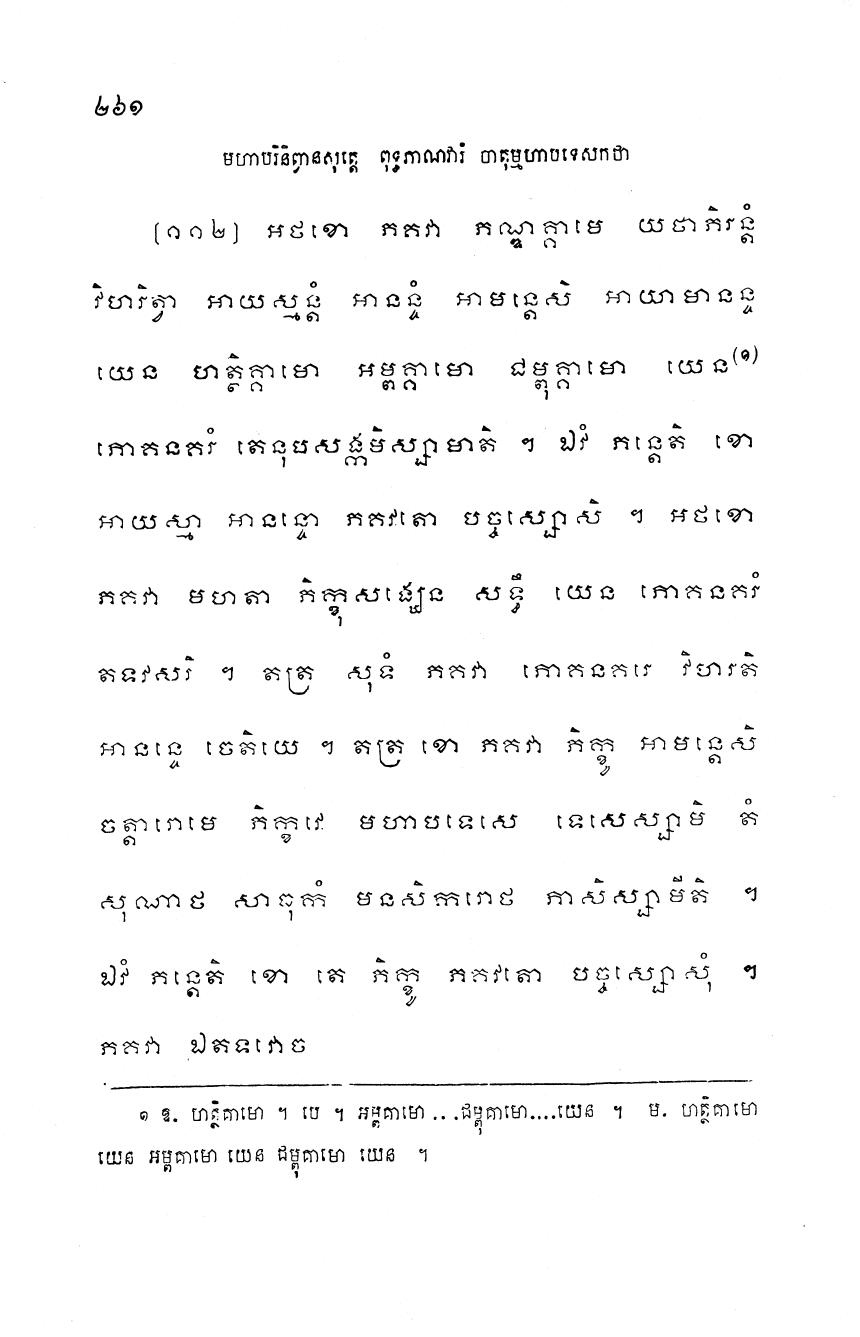 ២៦១
មហាបរិនិព្វានសុត្តេ ពុទ្ធភាណវារំ ចាតុម្មហាបទេសកថា
[១១២] អថខោ ភគវា ភណ្ឌគ្គាមេ យថាភិរន្តំ
វិហរិត្វា អាយស្មន្តំ អានន្ទំ អាមន្តេសិ អាយាមានន្ទ
យេន ហត្ថិគ្គាមោ អម្ពគ្គាមោ ជម្ពុគ្គាមោ យេន(១)
ភោគនគរំ តេនុបសង្កមិស្សាមាតិ ។ ឯវំ ភន្តេតិ ខោ
អាយស្មា អានន្ទោ ភគវតោ បច្ចស្សោសិ ។ អថខោ
ភគវា មហតា ភិក្ខុសង្ឃេន សទ្ធឹ យេន ភោគនគរំ
តទវសរិ ។ តត្រ សុទំ ភគវា ភោគនគរេ វិហរតិ
អានន្ទេ ចេតិយេ ។ តត្រ ខោ ភគវា ភិក្ខូ អាមន្តេសិ
ចត្តារោមេ ភិក្ខវេ មហាបទេសេ ទេសេស្សាមិ តំ
សុណាថ សាធុកំ មនសិករោថ ភាសិស្សាមីតិ ។
ឯវំ ភន្តេតិ ខោ តេ ភិក្ខូ ភគវតោ បច្ចស្សោសុំ ។
ភគវា ឯតទវោច
១ ឱ. ហត្ថិគាមោ ។ បេ ។ អម្ពគាមោ...ជម្ពុគាមោ....យេន ។ ម. ហត្ថិគាមោ
យេន អម្ពគាមោ យេន ជម្ពុគាមោ យេន ។